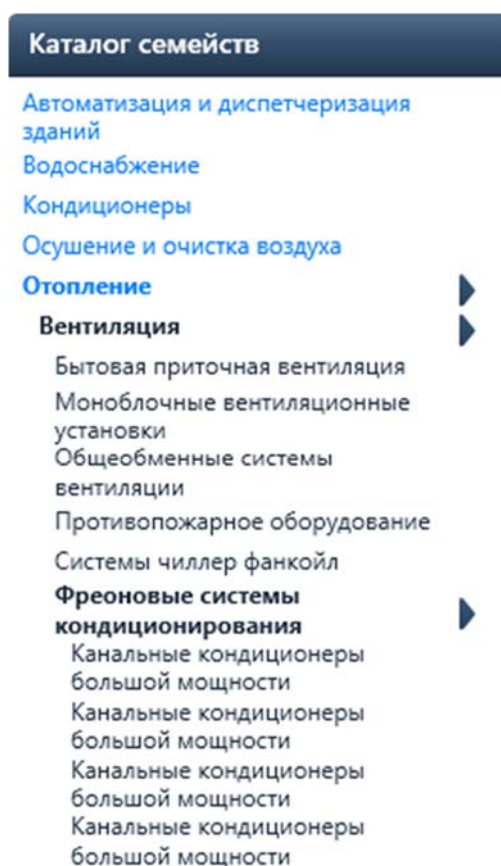 Каталог семейств
Автоматизация и диспетчеризация
зданий
Водоснабжение
Кондиционеры
Осушение и очистка воздуха
Отопление
Вентиляция
Бытовая приточная вентиляция
Моноблочные вентиляционные
установки
Общеобменные системы
вентиляции
Противопожарное оборудование
Системы чиллер фанкойл
Фреоновые системы
кондиционирования
Канальные кондиционеры
большой мощности
Канальные кондиционеры
большой мощности
Канальные кондиционеры
большой мощности
Канальные кондиционеры
большой мощности